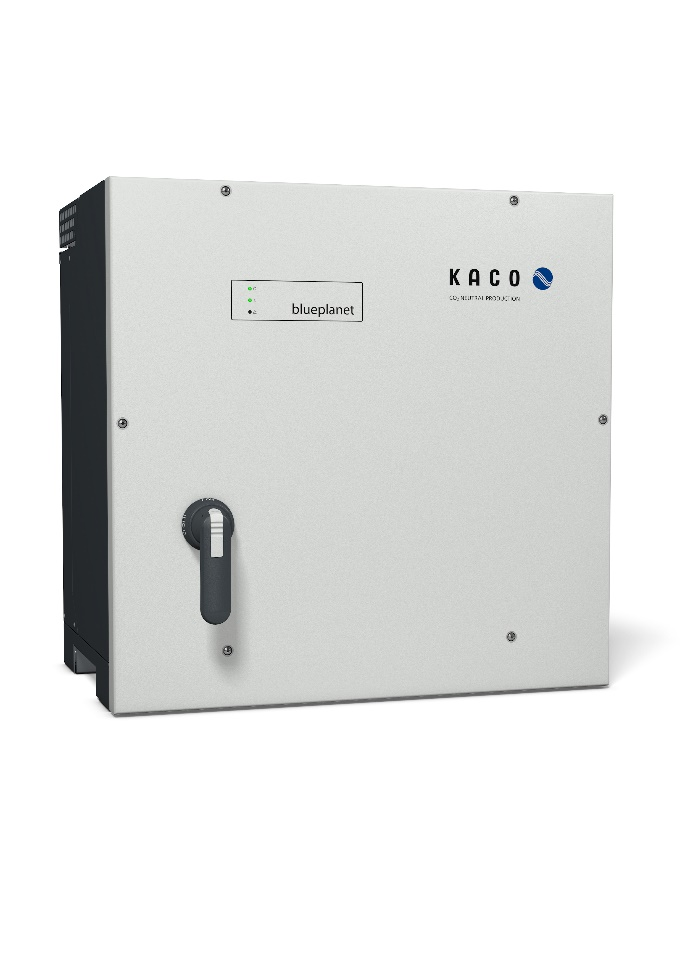 blueplanet
KACO
CO₂ NEUTRAL PRODUCTION